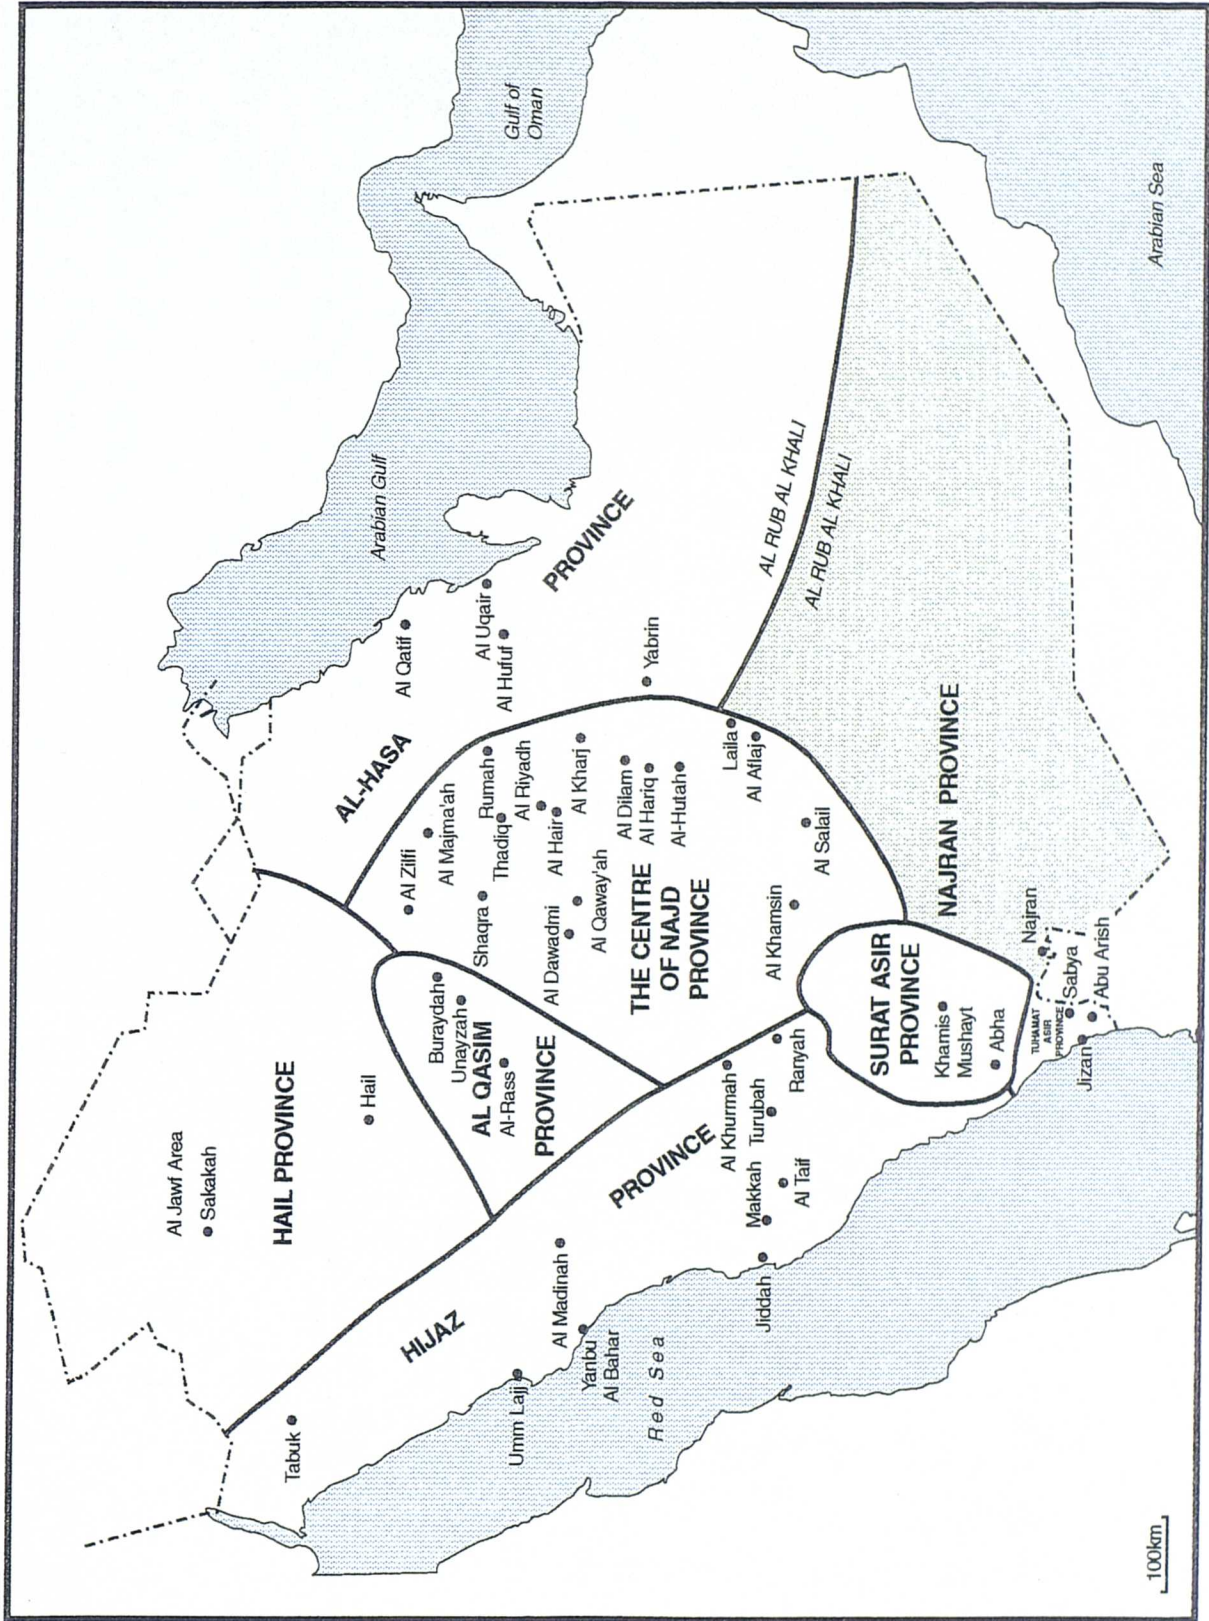 Gulf of
Oman
Arabian Sea
Arabian Gulf
AL-HASA
PROVINCE
Al Qatif
Al Uqair
Al Hufuf
Yabrin
AL RUB AL KHALI
AL RUB AL KHALI
Al Jawf Area
Sakakah
HAIL PROVINCE
Hail
Buraydah
Unayzah
AL QASIM
Al-Rass
PROVINCE
Al Zilfi
Al Majma'ah
Rumah
Thadiq
Shaqra
Al Riyadh
Al Hair
Al Kharj
Al Dawadmi
Al Qaway'ah
Al Dilam
Al Hariq
Al-Hutah
THE CENTRE
OF NAJD
PROVINCE
Laila
Al Aflaj
Al Salail
Al Khamsin
Tabuk
HIJAZ
PROVINCE
Umm Lajj
Al Madinah
Yanbu
Al Bahar
Red Sea
Jiddah
Makkah
Al Taif
Turubah
Al Khurmah
Ranyah
SURAT ASIR
PROVINCE
Khamis
Mushayt
Abha
NAJRAN PROVINCE
Najran
TUHAMAT
ASIR
PROVINCE
Sabya
Abu Arish
Jizan
100km